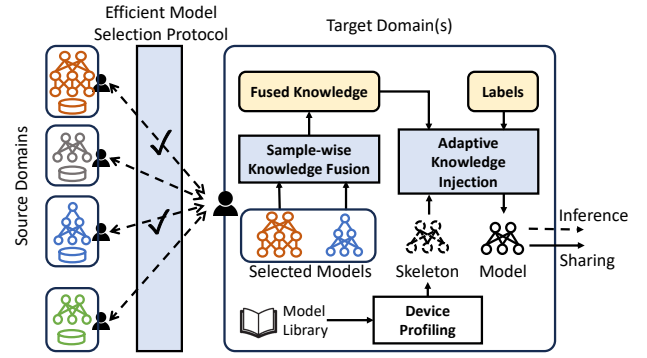 Efficient Model
Selection Protocol
Target Domain(s)
Source Domains
Fused Knowledge
Labels
Sample-wise
Knowledge Fusion
Adaptive
Knowledge
Injection
Selected Models
Skeleton
Model
Inference
Sharing
Model
Library
Device
Profiling